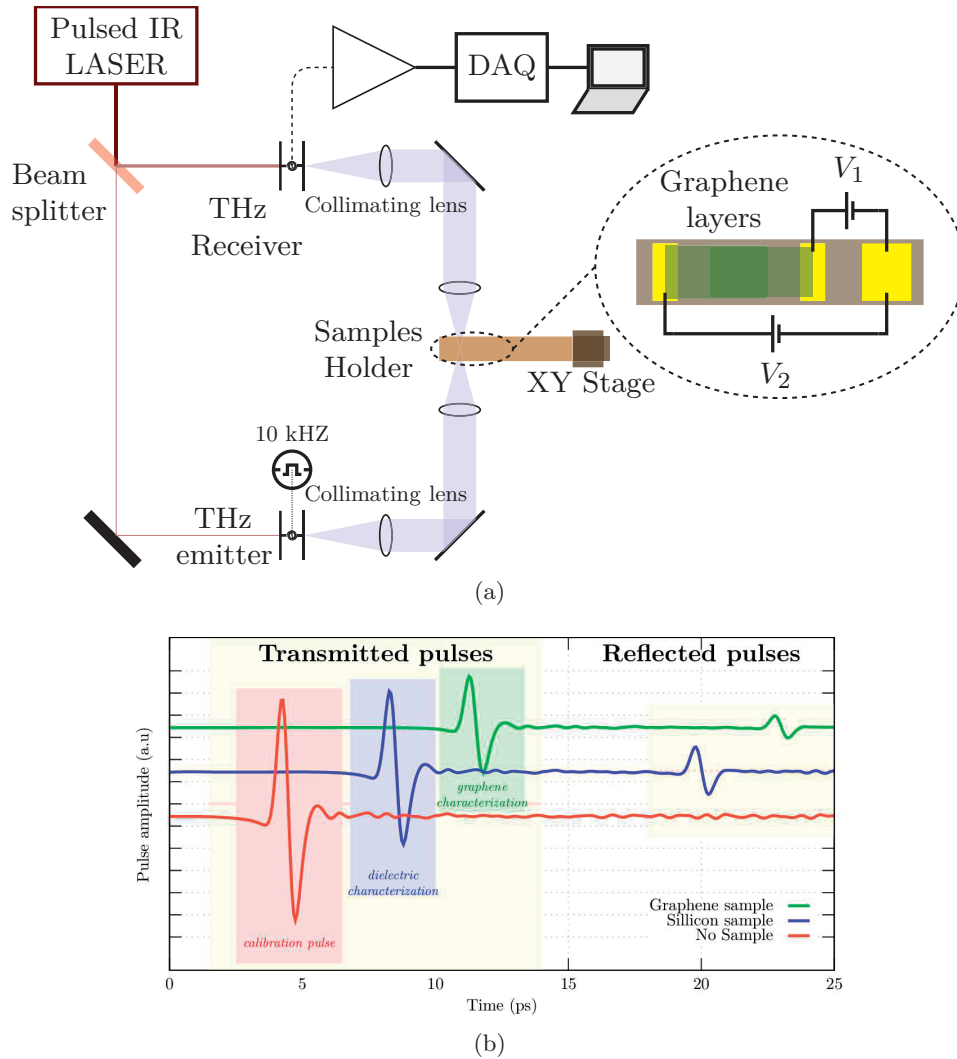 Pulsed IR
LASER
DAQ
Beam
splitter
THz
Receiver
Collimating lens
Graphene
layers
V1
V2
Samples
Holder
XY Stage
10 kHZ
Collimating lens
THz
emitter
(a)
Transmitted pulses
Reflected pulses
graphene
characterization
dielectric
characterization
calibration pulse
Graphene sample
Sillicon sample
No Sample
Pulse amplitude (a.u)
0 5 10 15 20 25
Time (ps)
(b)